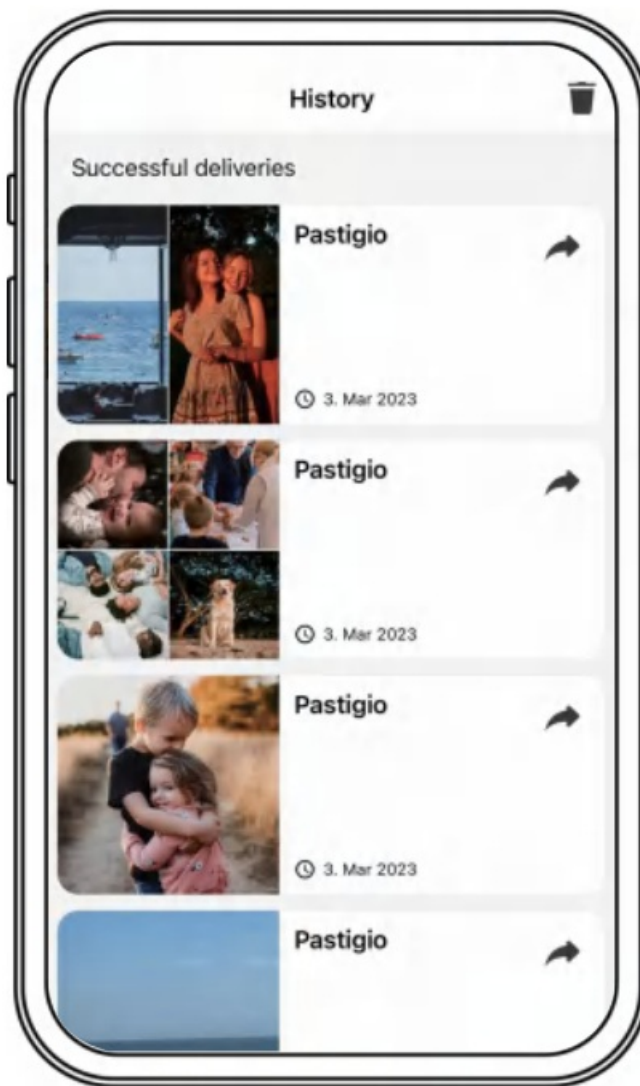 History
Successful deliveries
Pastigio
3. Mar 2023
Pastigio
3. Mar 2023
Pastigio
3. Mar 2023
Pastigio